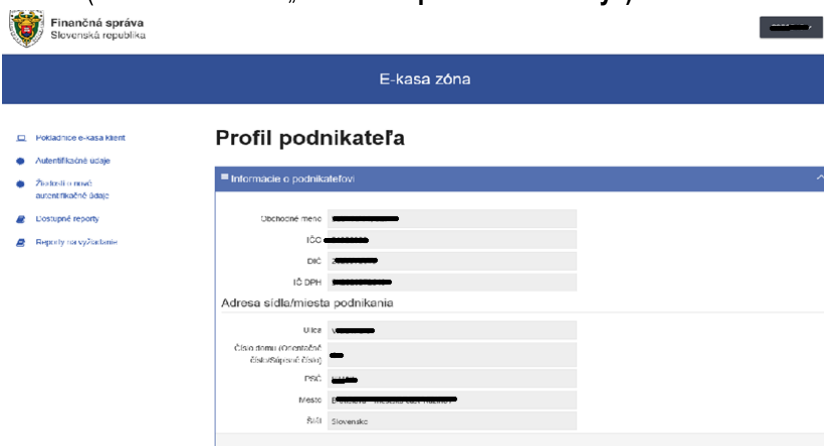 Finančná správa
Slovenská republika
E-kasa zóna
Pokladnice e-kasa klient
Autentifikačné údaje
Žiadosti o nové
autentifikačné údaje
Dostupné reporty
Reporty na vyžiadanie
Profil podnikateľa
Informácie o podnikateľovi
Obchodné meno
IČO
DIČ
IČ DPH
Adresa sídla/miesta podnikania
Ulica
Číslo domu (Orientačné
číslo/Súpisné číslo)
PSČ
Mesto
Štát Slovensko